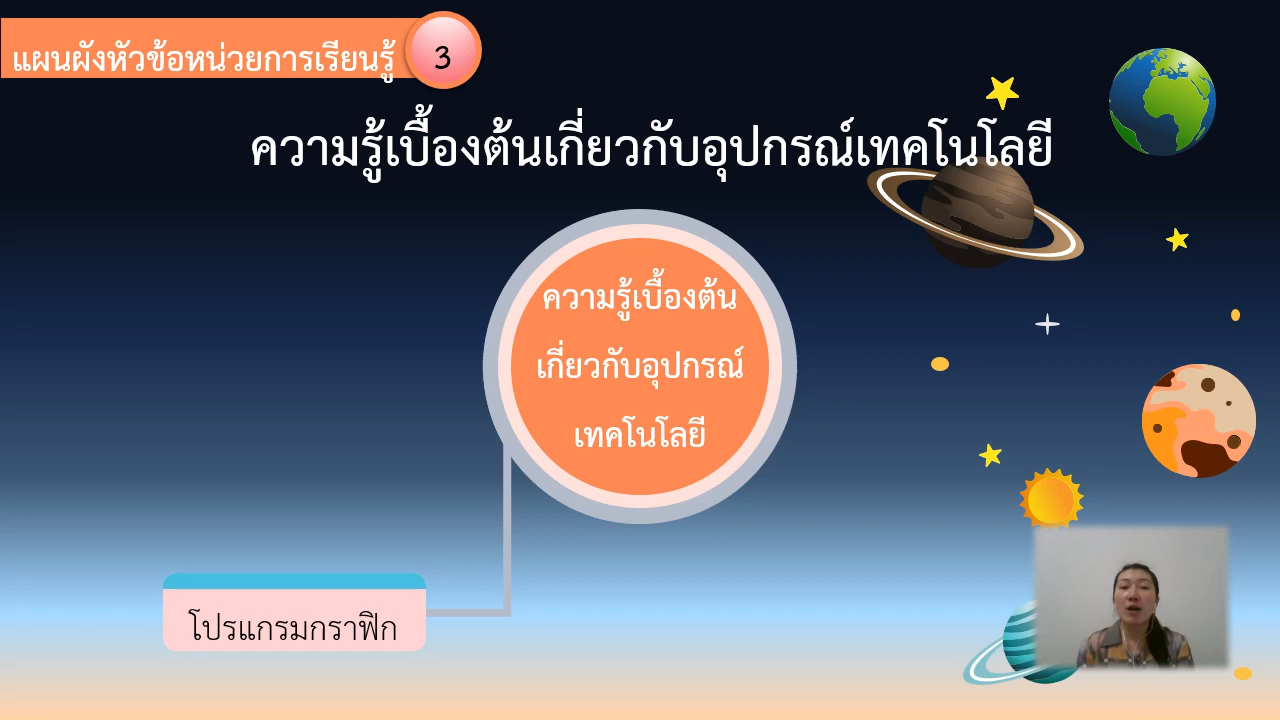 แผนผังหัวข้อหน่วยการเรียนรู้ 3
ความรู้เบื้องต้นเกี่ยวกับอุปกรณ์เทคโนโลยี
ความรู้เบื้องต้น
เกี่ยวกับอุปกรณ์
เทคโนโลยี
โปรแกรมกราฟิก